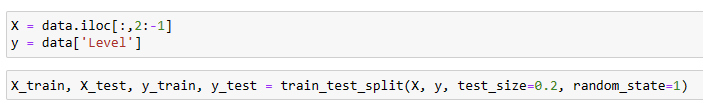 X = data.iloc[:,2:-1]
y = data['Level']
X_train, X_test, y_train, y_test = train_test_split(X, y, test_size=0.2, random_state=1)